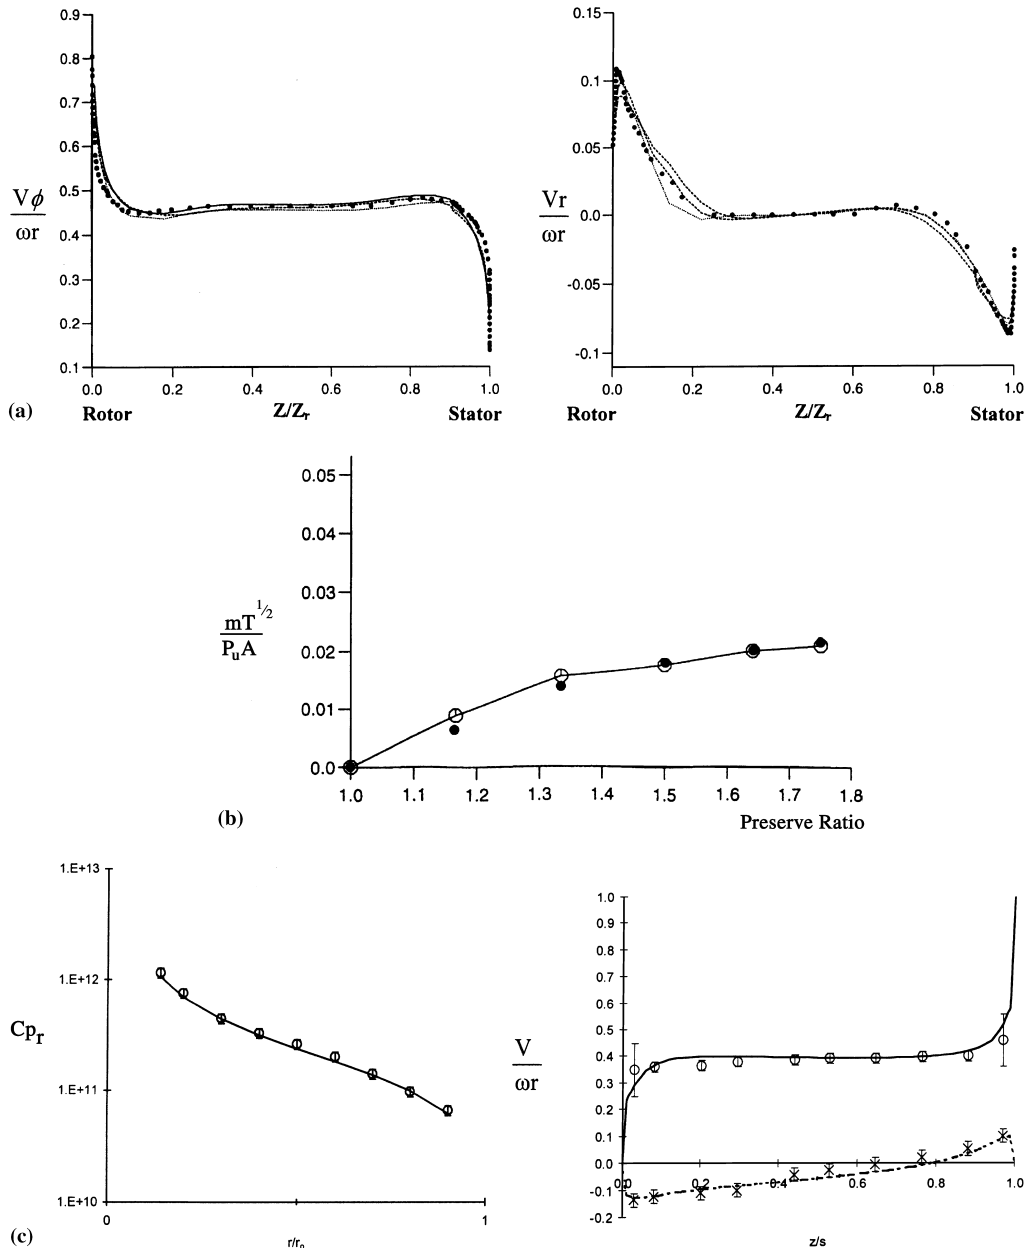 0.9
0.8
0.7
0.6
0.5
0.4
0.3
0.2
0.1
Vϕ
ωr
0.0 0.2 0.4 0.6 0.8 1.0
Rotor Z/Zr Stator
(a)
0.15
0.1
0.05
0.0
-0.05
-0.1
Vr
ωr
0.0 0.2 0.4 0.6 0.8 1.0
Rotor Z/Zr Stator
0.05
0.04
0.03
0.02
0.01
0.0
mT^1/2
PuA
1.0 1.1 1.2 1.3 1.4 1.5 1.6 1.7 1.8
Preserve Ratio
(b)
1.E+13
1.E+12
1.E+11
1.E+10
Cpr
0 1
r/ro
(c)
1.0
0.9
0.8
0.7
0.6
0.5
0.4
0.3
0.2
0.1
0.0
-0.1
-0.2
V
ωr
0.0 0.2 0.4 0.6 0.8 1.0
z/s